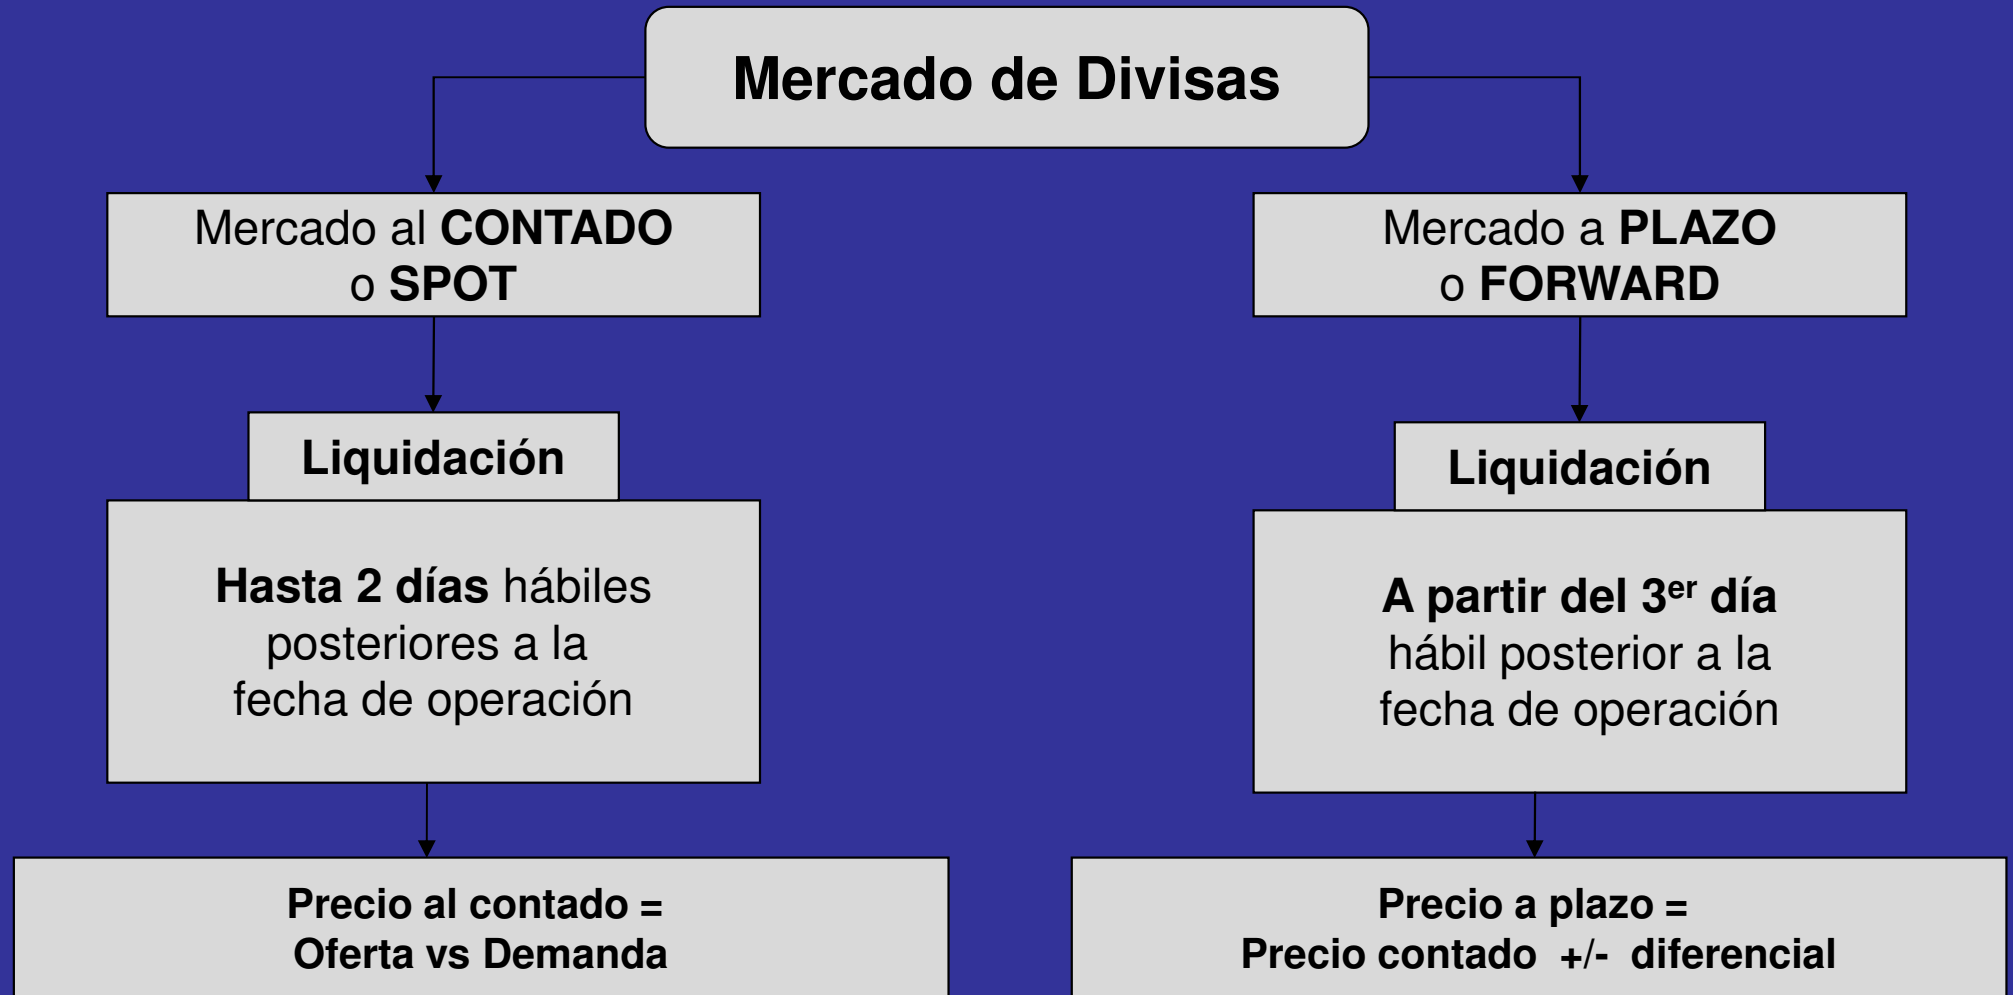 Mercado de Divisas
Mercado al CONTADO
o SPOT
Liquidación
Hasta 2 días hábiles
posteriores a la
fecha de operación
Precio al contado =
Oferta vs Demanda
Mercado a PLAZO
o FORWARD
Liquidación
A partir del 3er día
hábil posterior a la
fecha de operación
Precio a plazo =
Precio contado +/- diferencial